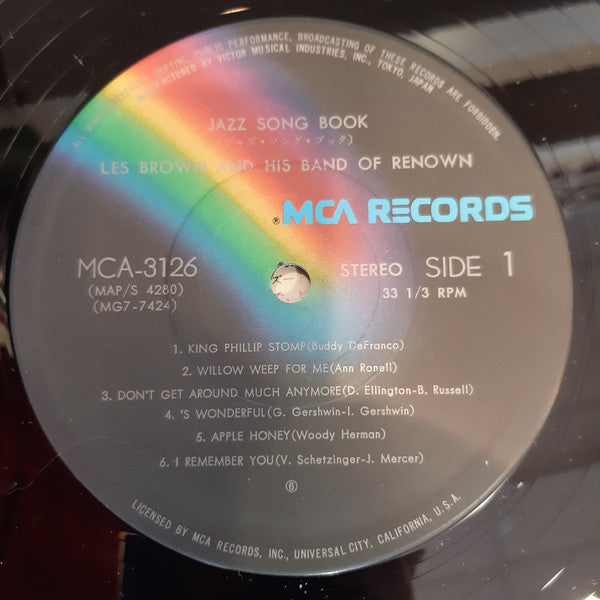 PUBLIC PERFORMANCE, BROADCASTING OF THESE RECORDS ARE FORBIDDEN.
MANUFACTURED BY VICTOR MUSICAL INDUSTRIES, INC., TOKYO, JAPAN
JAZZ SONG BOOK
(ジャズ・ソング・ブック)
LES BROWN AND HIS BAND OF RENOWN
MCA RECORDS
®
MCA-3126
(MAP/S 4280)
(MG7-7424)
STEREO SIDE 1
33 1/3 RPM
1. KING PHILLIP STOMP(Buddy DeFranco)
2. WILLOW WEEP FOR ME(Ann Ronell)
3. DON'T GET AROUND MUCH ANYMORE(D. Ellington-B. Russell)
4. 'S WONDERFUL(G. Gershwin-I. Gershwin)
5. APPLE HONEY(Woody Herman)
6. I REMEMBER YOU(V. Schetzinger-J. Mercer)
⑥
LICENSED BY MCA RECORDS, INC., UNIVERSAL CITY, CALIFORNIA, U.S.A.